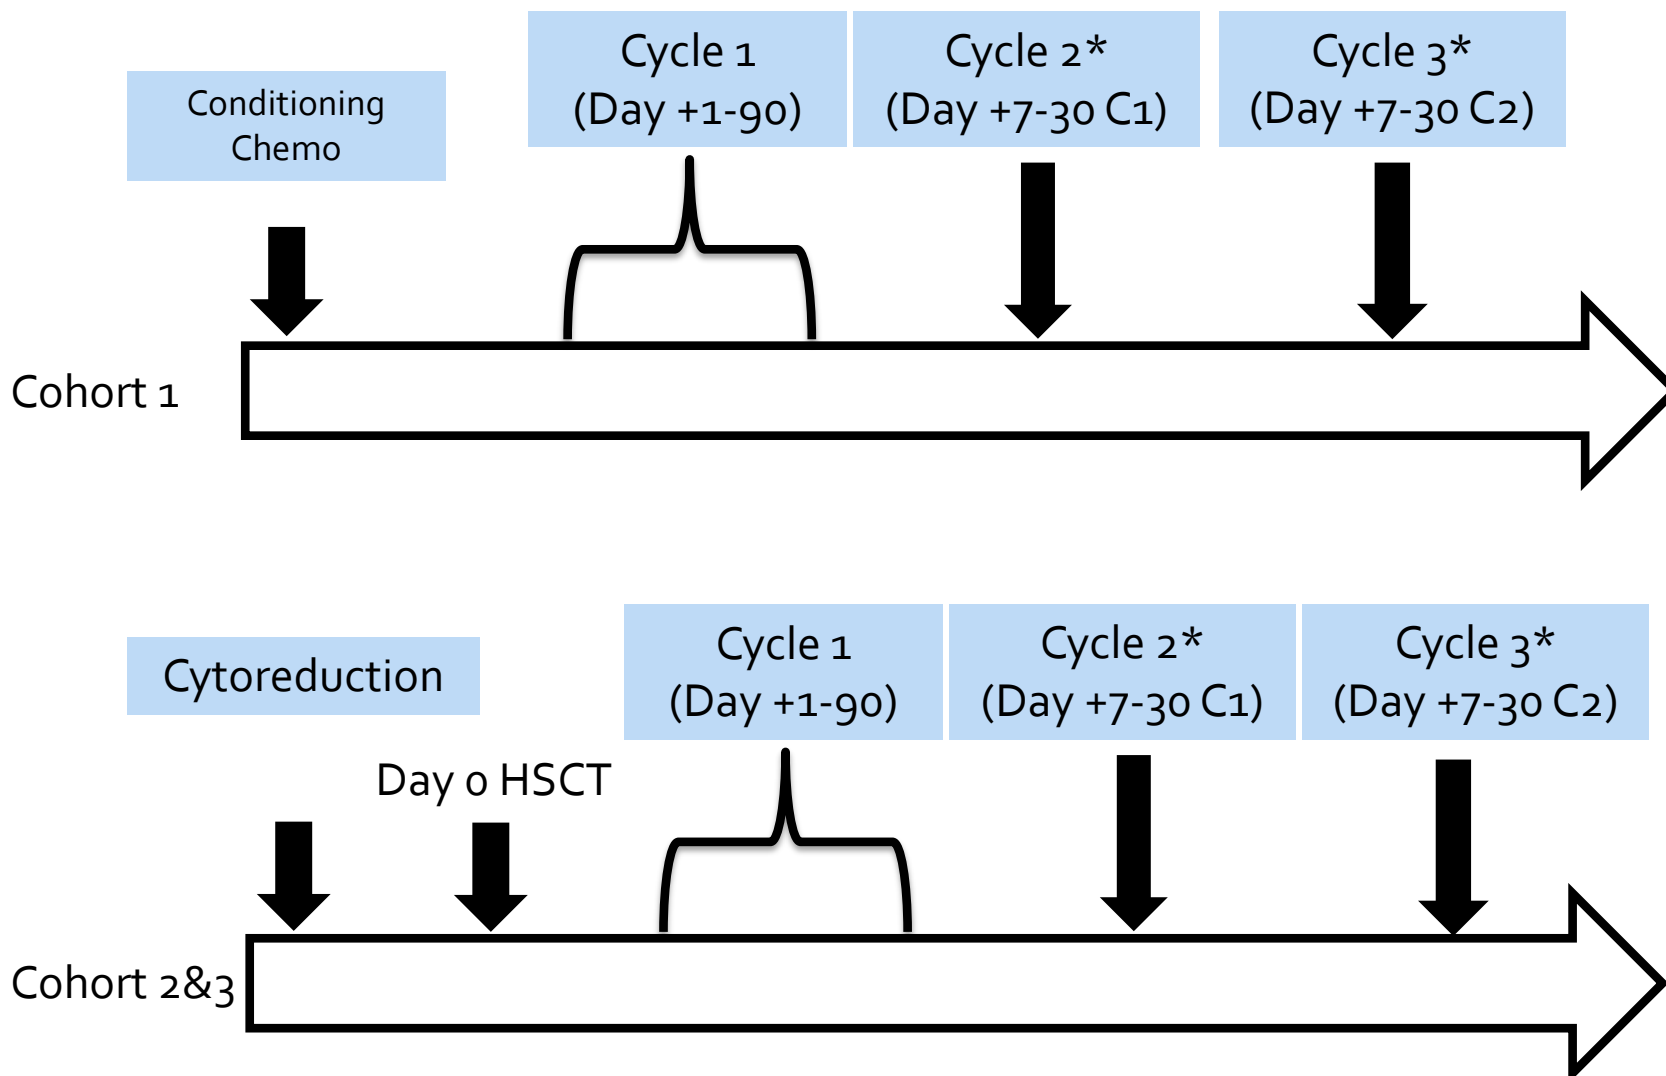 Conditioning
Chemo
Cycle 1
(Day +1-90)
Cycle 2*
(Day +7-30 C1)
Cycle 3*
(Day +7-30 C2)
Cohort 1
Cytoreduction
Day 0 HSCT
Cycle 1
(Day +1-90)
Cycle 2*
(Day +7-30 C1)
Cycle 3*
(Day +7-30 C2)
Cohort 2&3